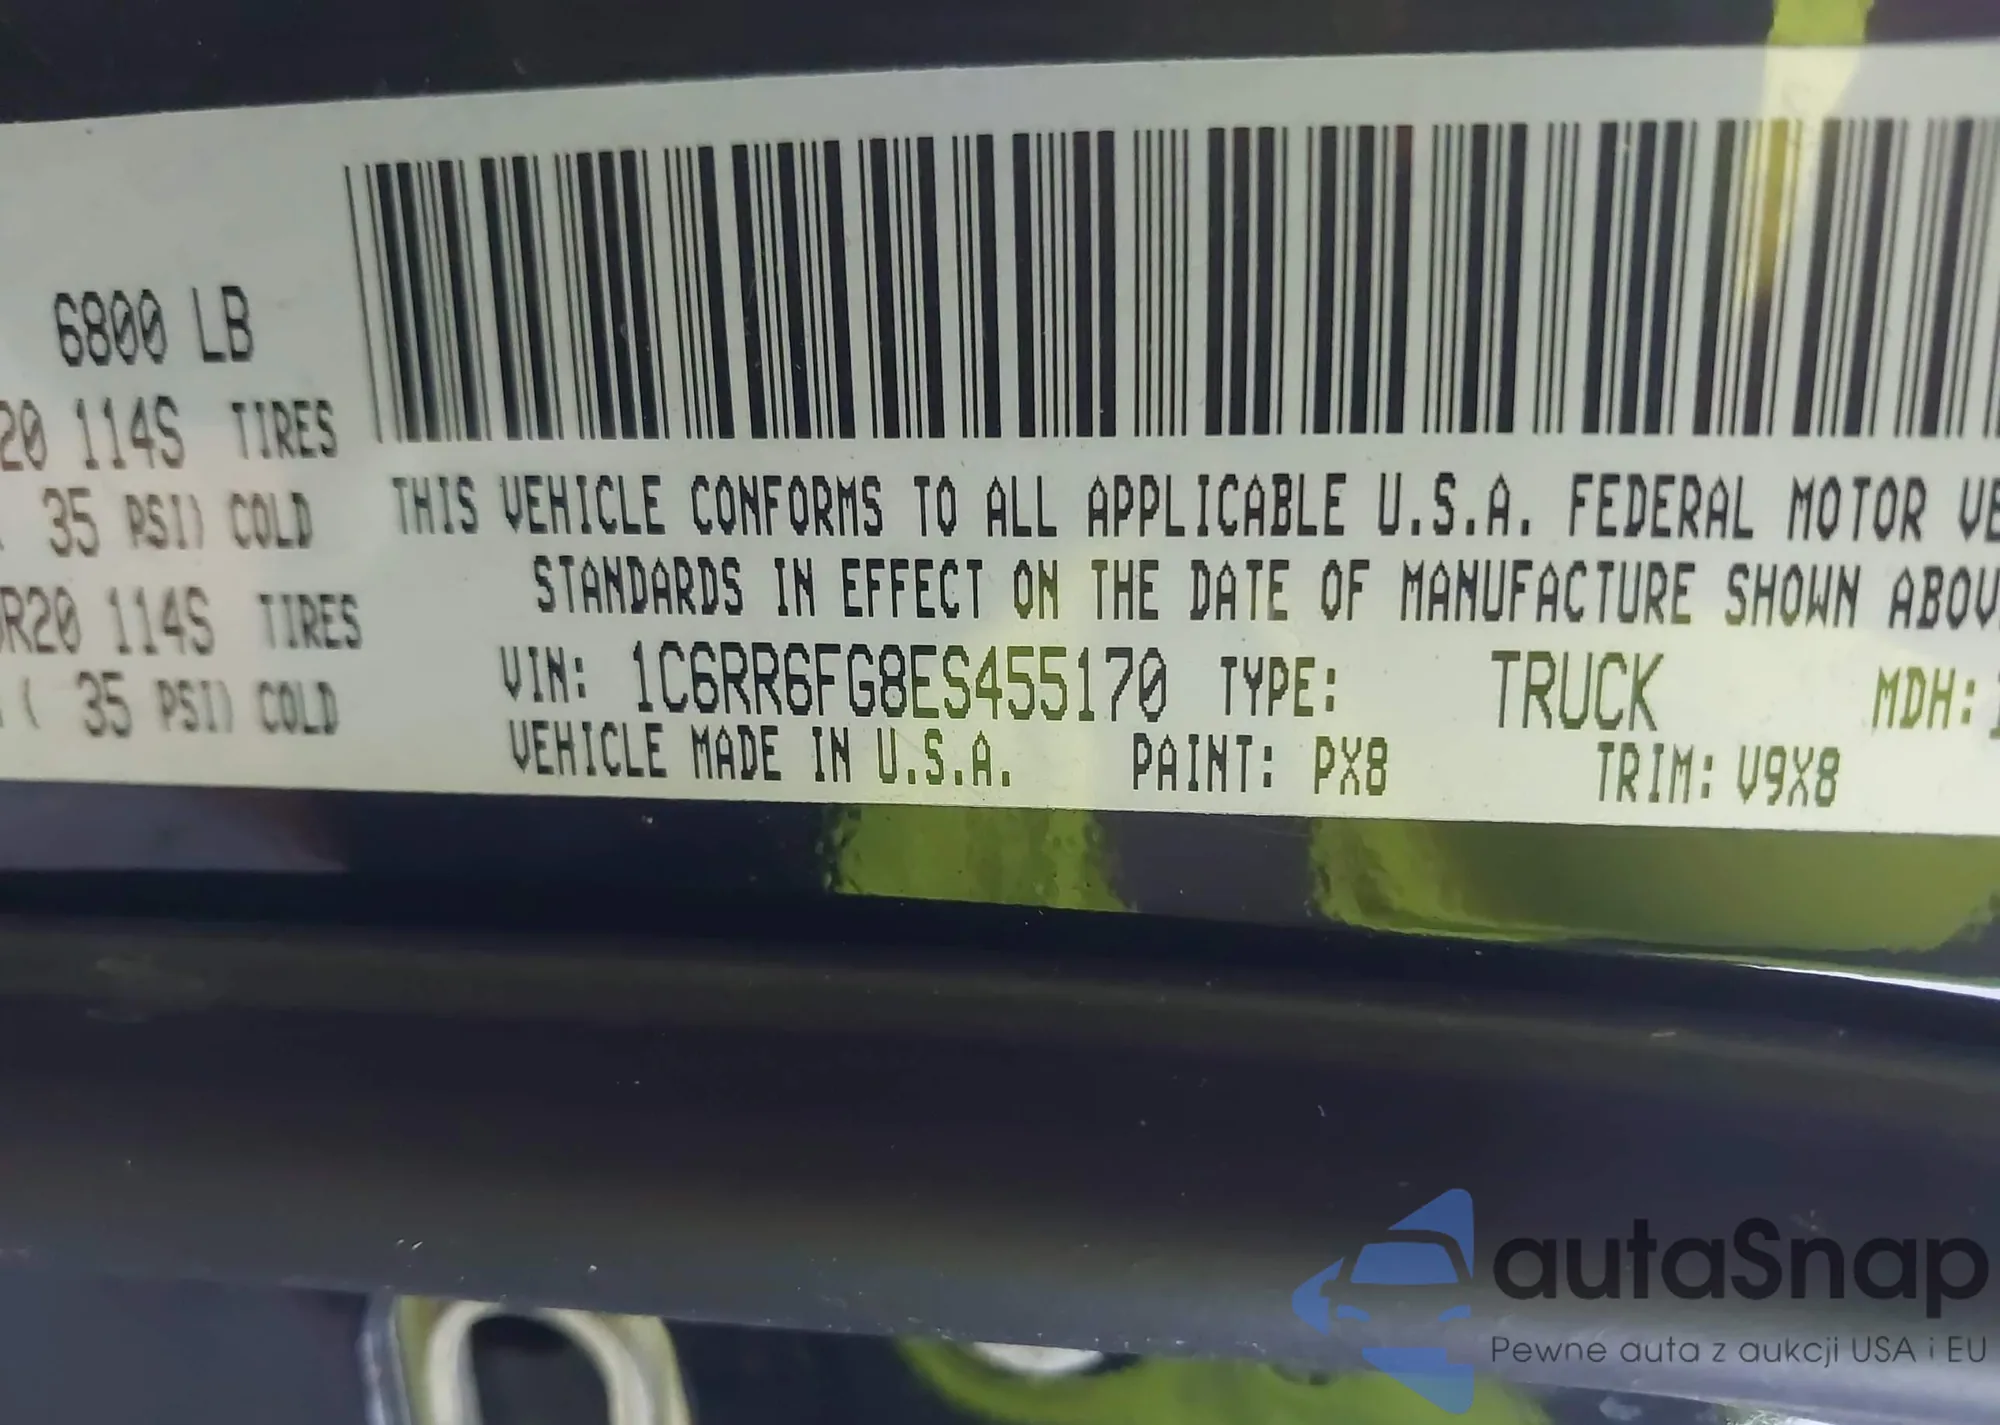 6800 LB
20 114S TIRES
35 PSI) COLD
THIS VEHICLE CONFORMS TO ALL APPLICABLE U.S.A. FEDERAL MOTOR VE
STANDARDS IN EFFECT ON THE DATE OF MANUFACTURE SHOWN ABOV
R20 114S TIRES
( 35 PSI) COLD
VIN: 1C6RR6FG8ES455170 TYPE: TRUCK MDH:
VEHICLE MADE IN U.S.A. PAINT: PX8 TRIM: V9X8
autaSnap
Pewne auta z aukcji USA i EU